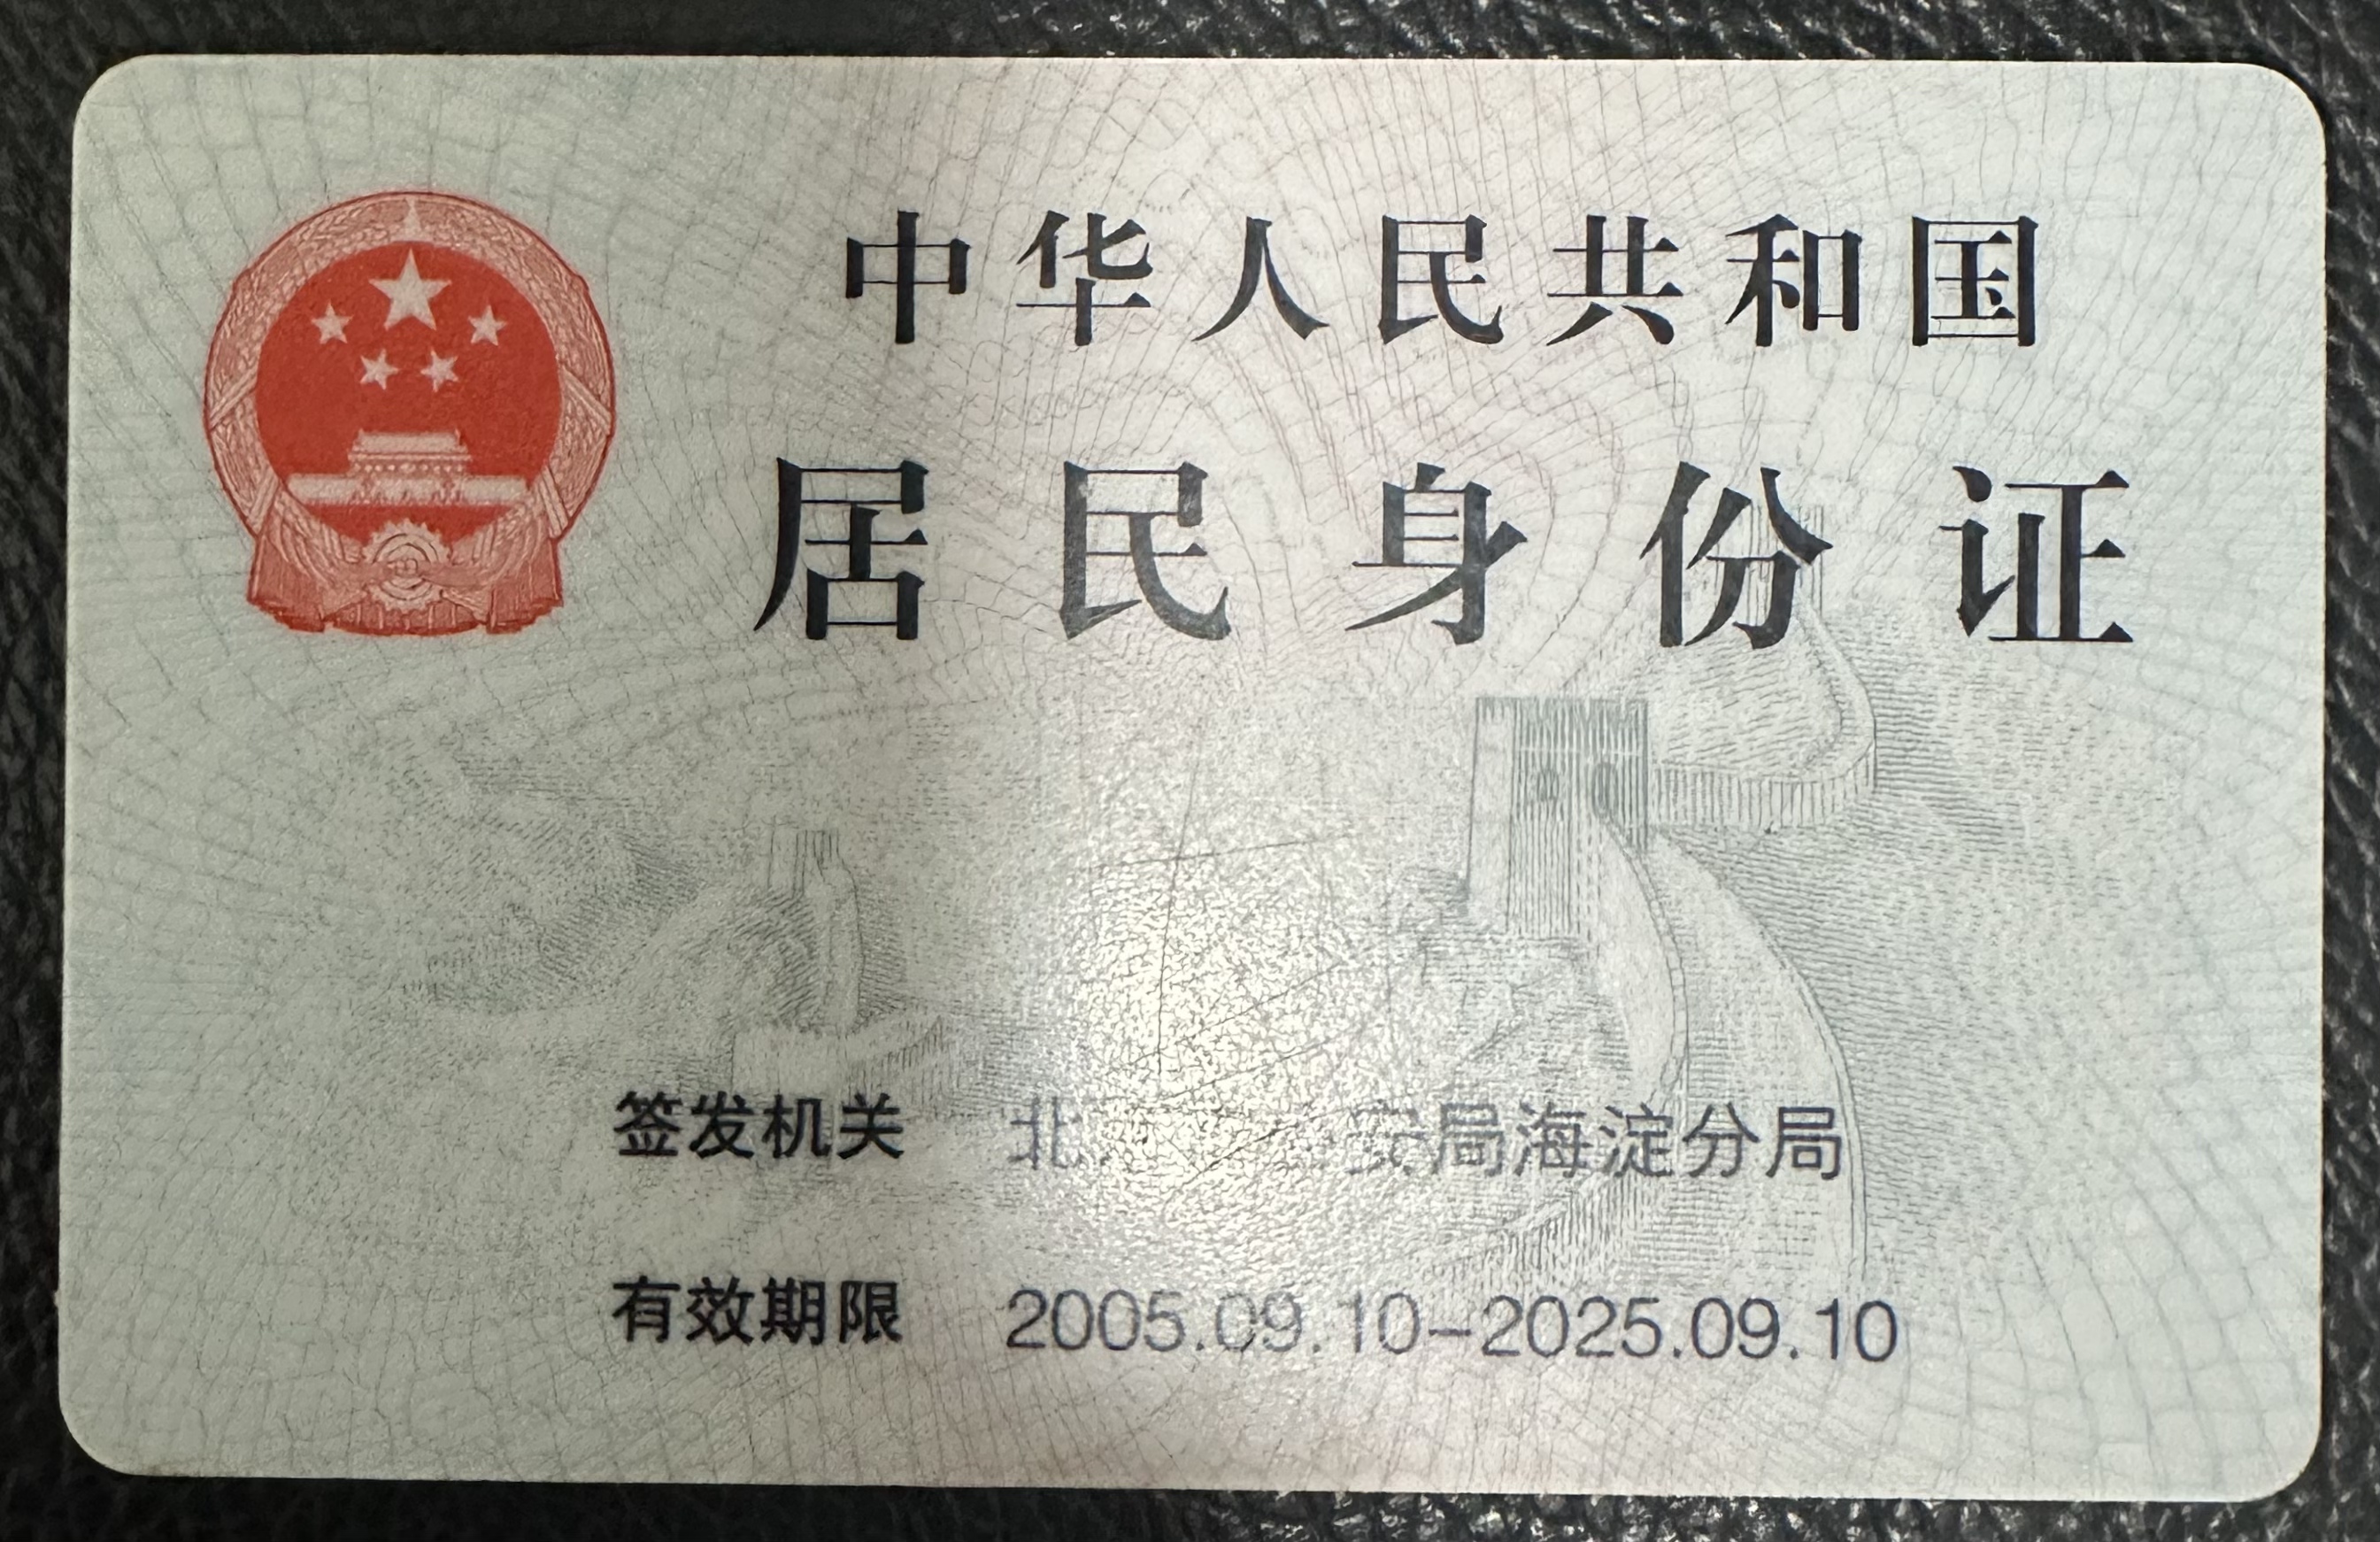 中华人民共和国
居民身份证
签发机关 北 安局海淀分局
有效期限 2005.09.10-2025.09.10